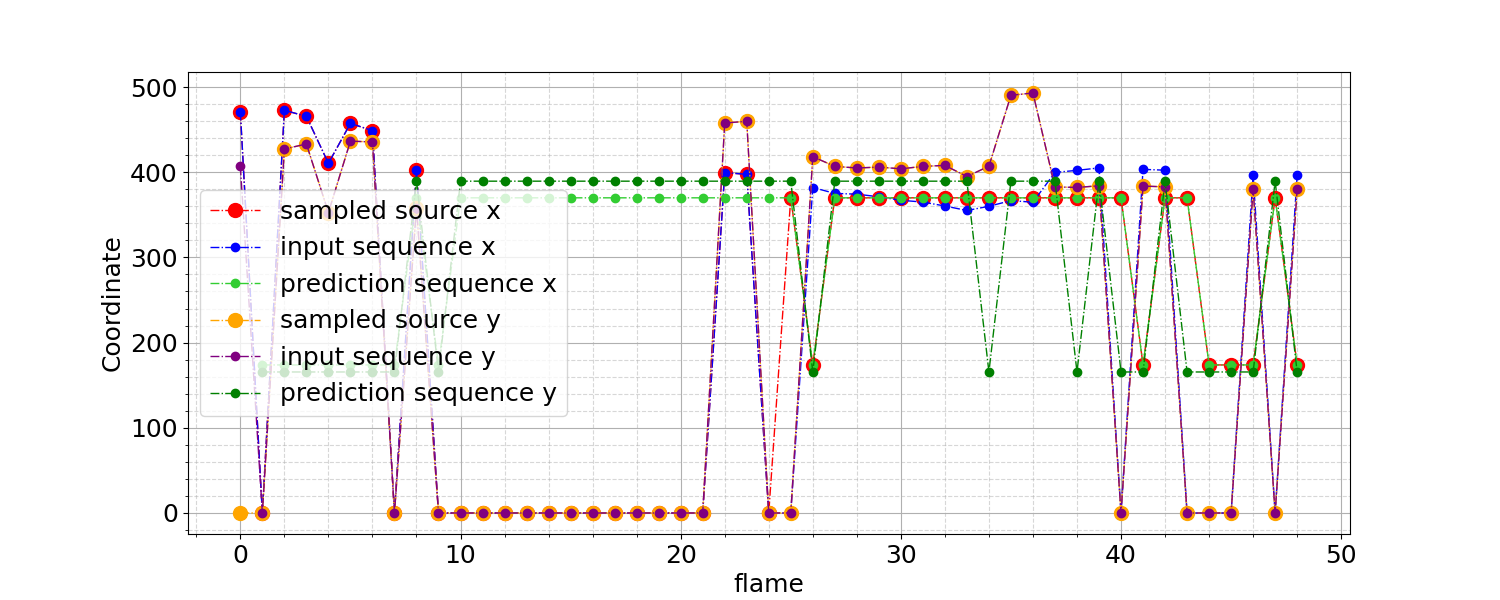 500
400
300
200
100
0
Coordinate
sampled source x
input sequence x
prediction sequence x
sampled source y
input sequence y
prediction sequence y
0 10 20 30 40 50
flame